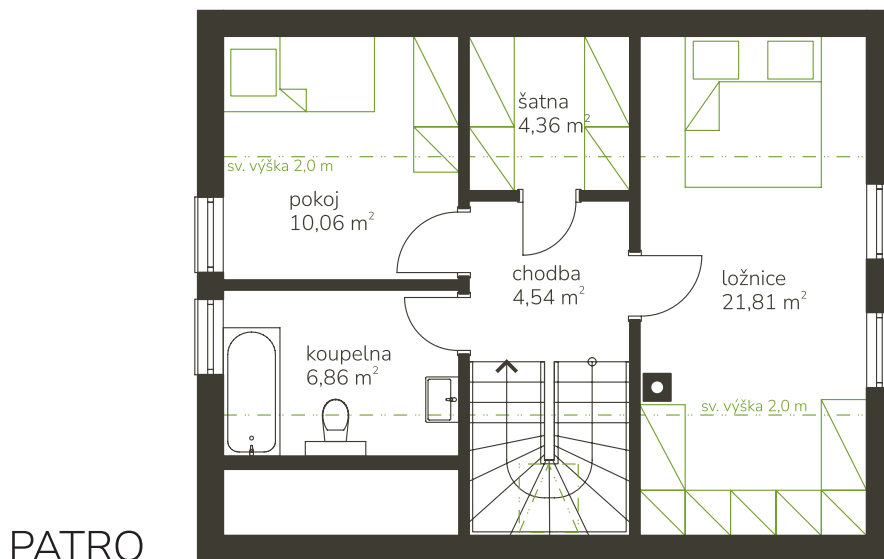 šatna
4,36 m²
sv. výška 2,0 m
pokoj
10,06 m²
chodba
4,54 m²
ložnice
21,81 m²
koupelna
6,86 m²
sv. výška 2,0 m
PATRO